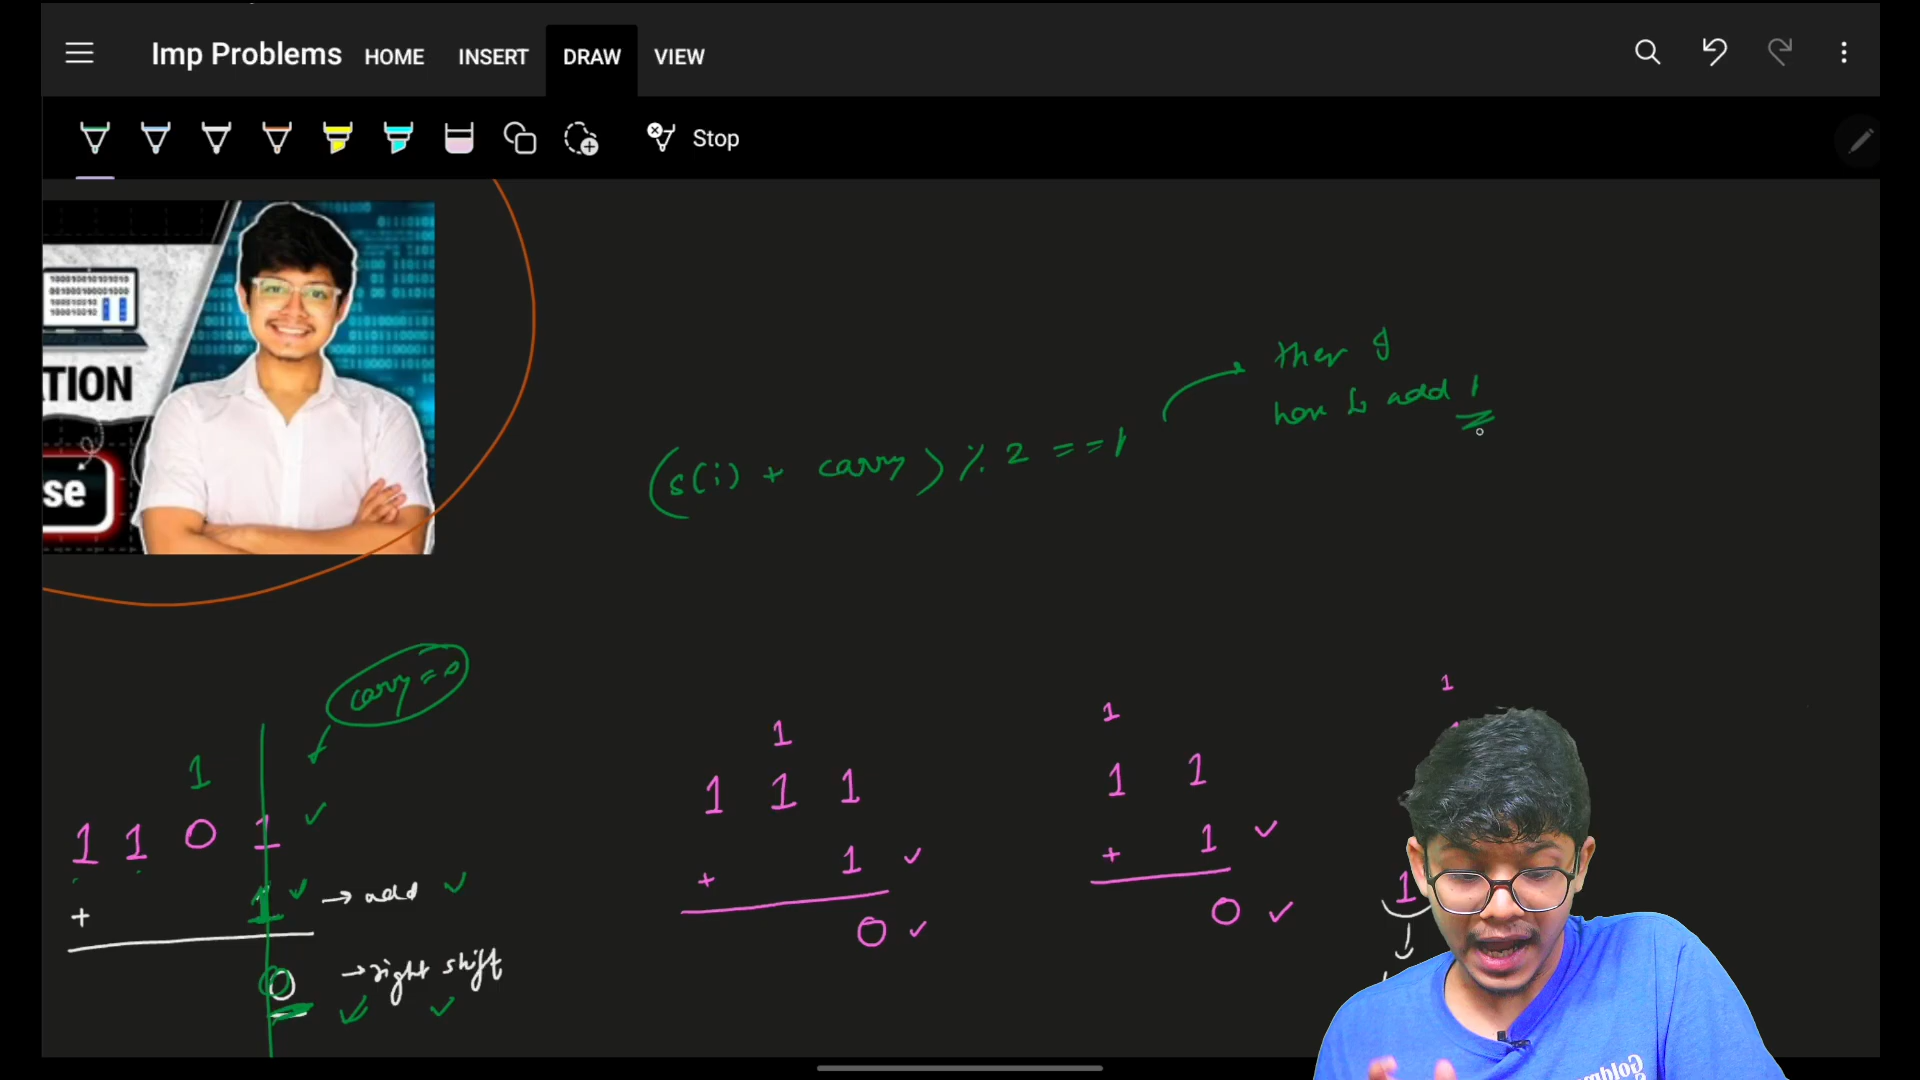 Imp Problems HOME INSERT DRAW VIEW
Stop
TION
se
then I
have to add 1
(s(i) + carry) % 2 == 1
carry = 0
1
1 1 0 1
+ 1 → add
0 → right shift
1
1 1 1
+ 1
0
1
1 1
+ 1
0
1
1